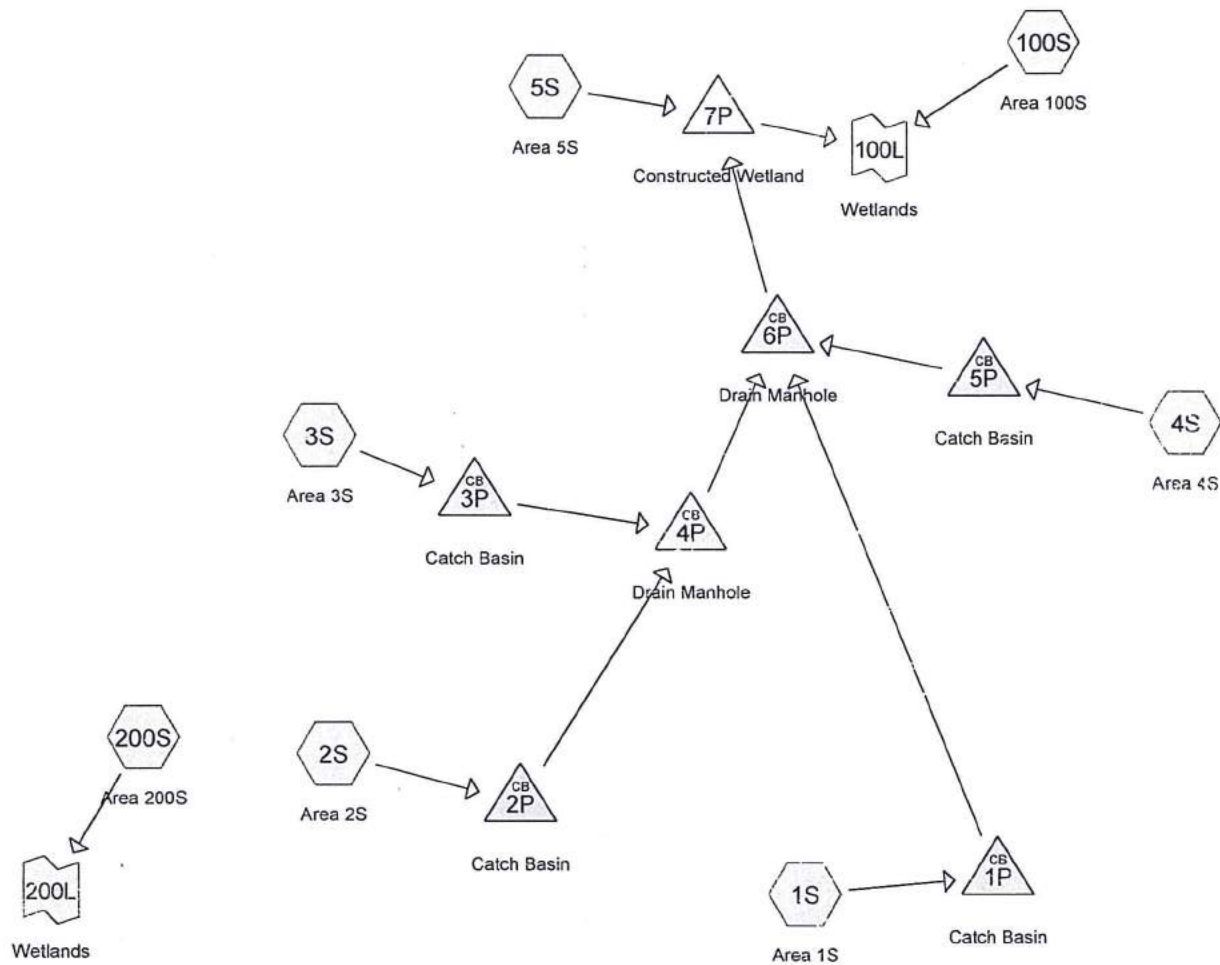 100S
Area 100S
5S
Area 5S
7P
Constructed Wetland
100L
Wetlands
CB
6P
Drain Manhole
CB
5P
Catch Basin
4S
Area 4S
3S
Area 3S
CB
3P
Catch Basin
CB
4P
Drain Manhole
200S
Area 200S
2S
Area 2S
CB
2P
Catch Basin
200L
Wetlands
1S
Area 1S
CB
1P
Catch Basin